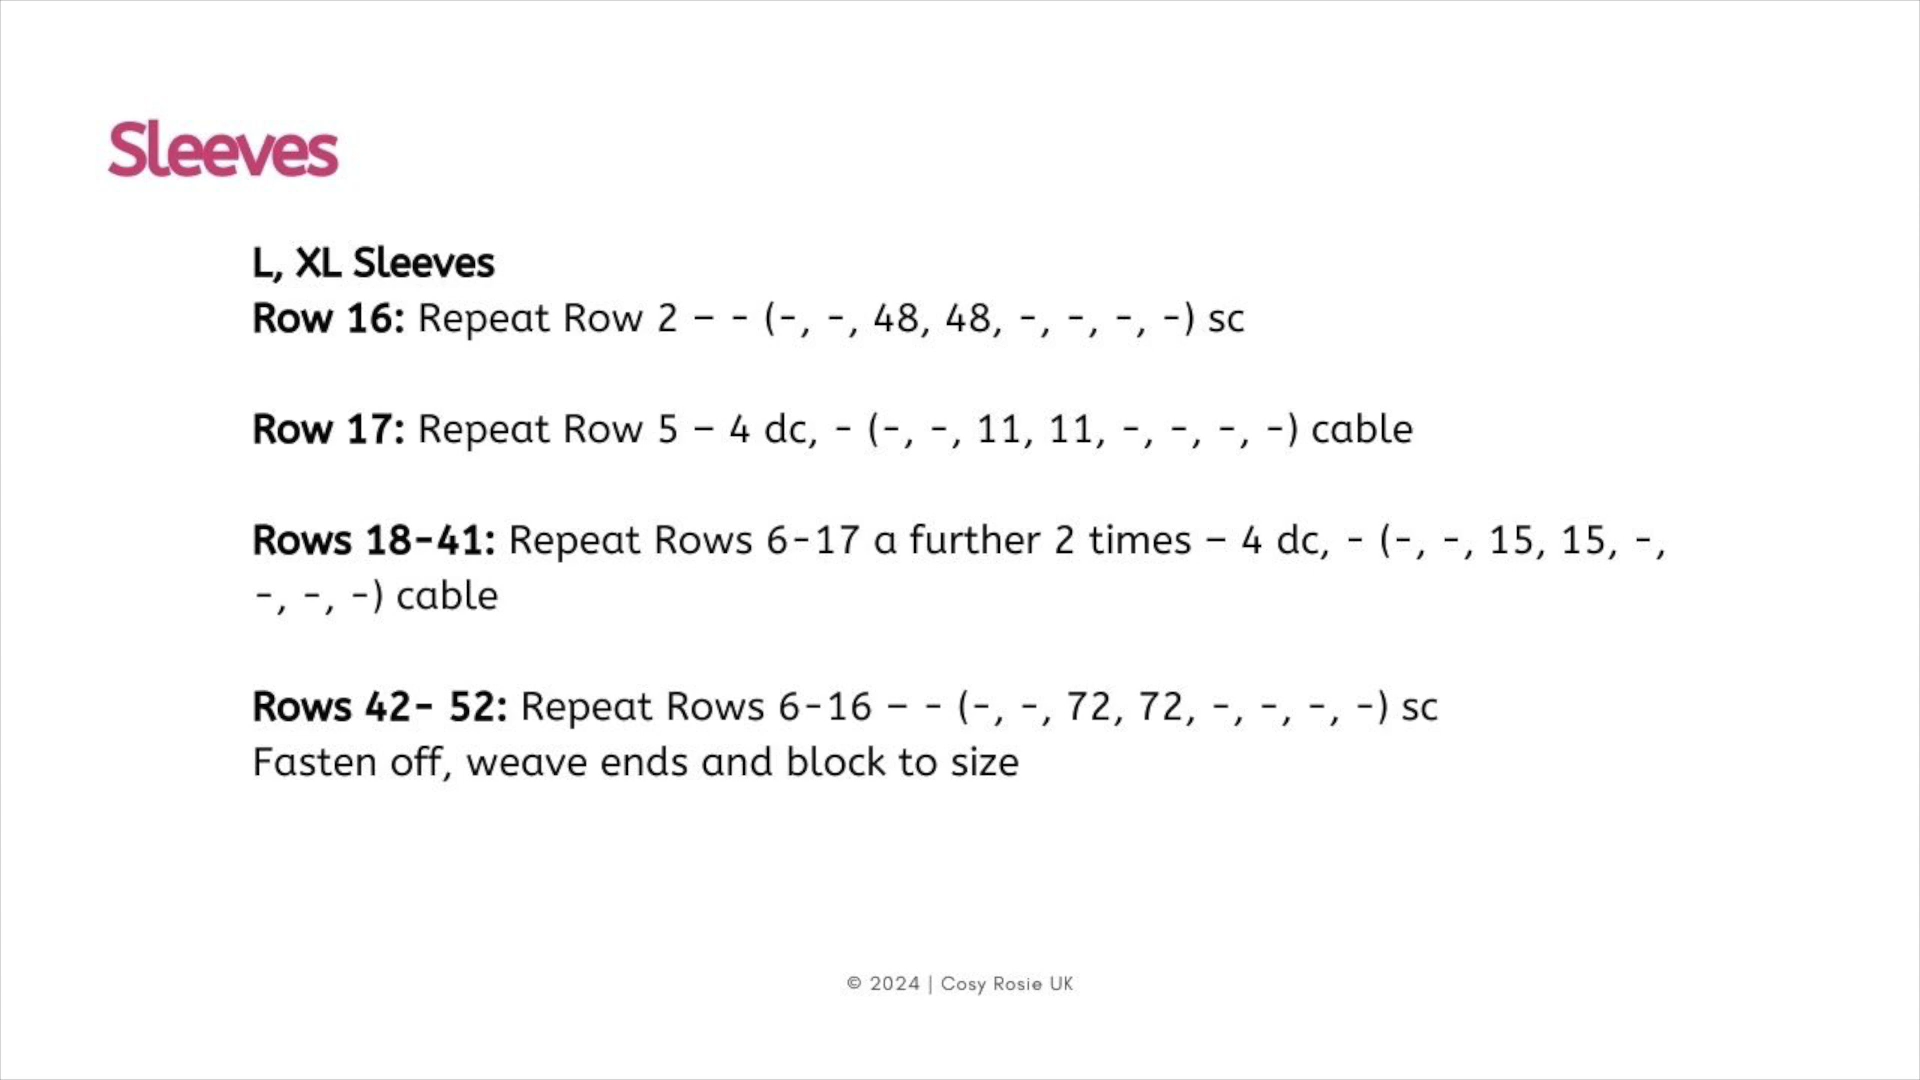 Sleeves
L, XL Sleeves
Row 16: Repeat Row 2 – - (-, -, 48, 48, -, -, -, -) sc
Row 17: Repeat Row 5 – 4 dc, - (-, -, 11, 11, -, -, -, -) cable
Rows 18-41: Repeat Rows 6-17 a further 2 times – 4 dc, - (-, -, 15, 15, -,
-, -, -) cable
Rows 42- 52: Repeat Rows 6-16 – - (-, -, 72, 72, -, -, -, -) sc
Fasten off, weave ends and block to size
© 2024 | Cosy Rosie UK